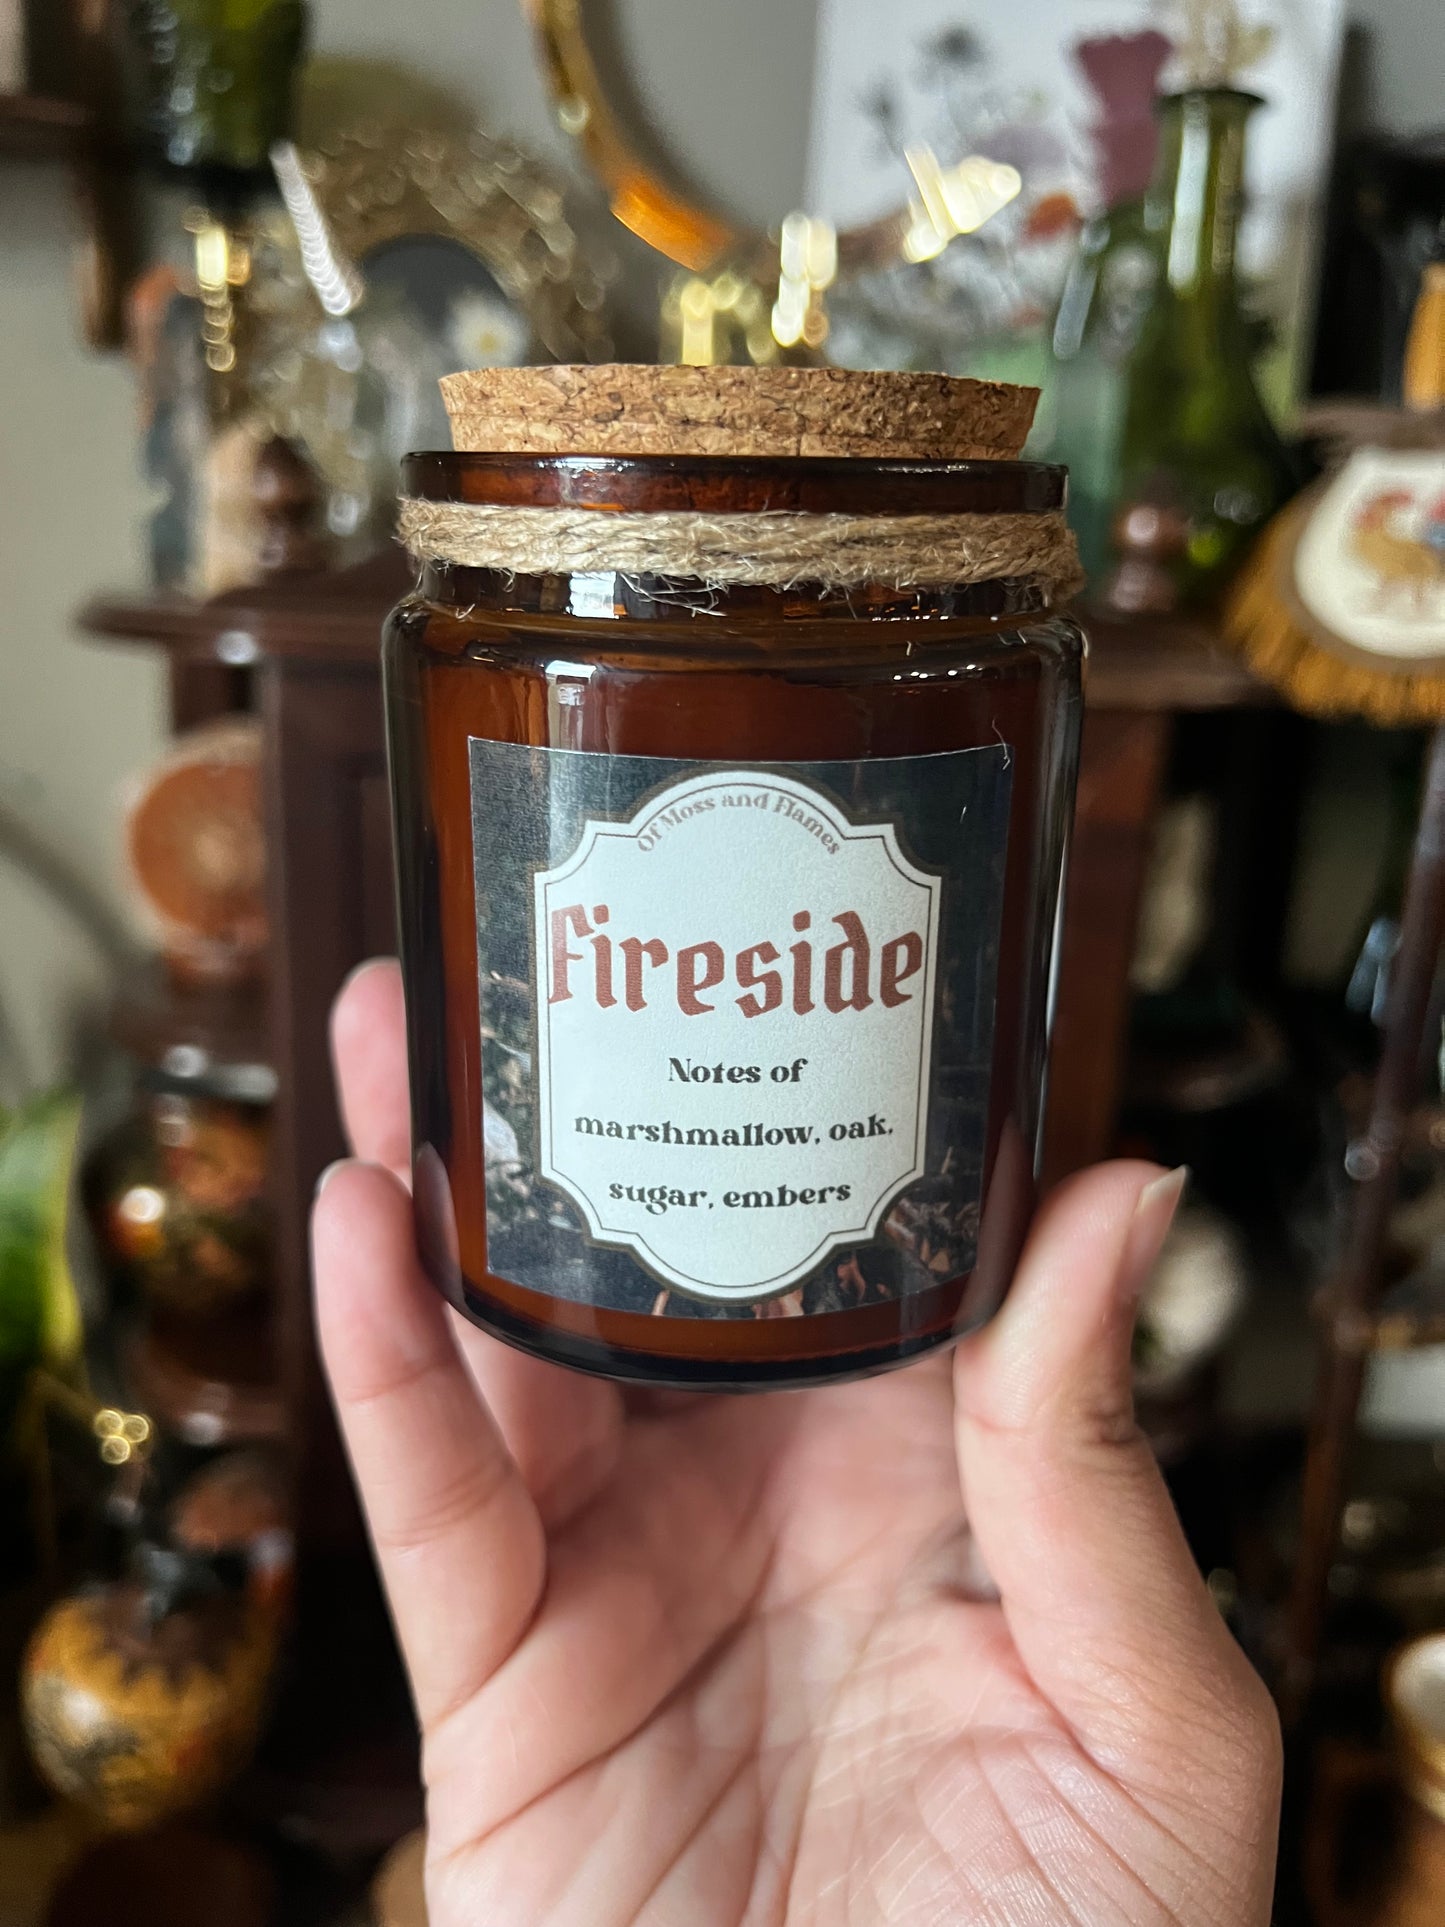 Of Moss and Flames
Fireside
Notes of
marshmallow, oak,
sugar, embers